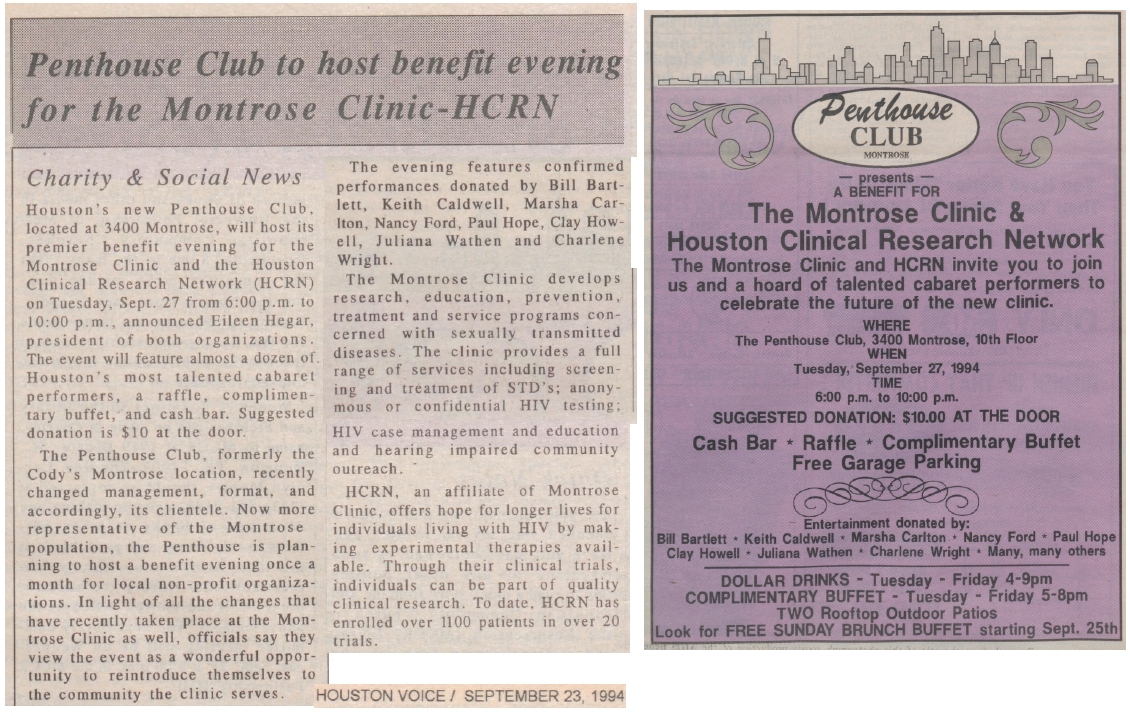 Penthouse Club to host benefit evening
for the Montrose Clinic-HCRN
Charity & Social News
Houston's new Penthouse Club,
located at 3400 Montrose, will host its
premier benefit evening for the
Montrose Clinic and the Houston
Clinical Research Network (HCRN)
on Tuesday, Sept. 27 from 6:00 p.m. to
10:00 p.m., announced Eileen Hegar,
president of both organizations.
The event will feature almost a dozen of
Houston's most talented cabaret
performers, a raffle, complimen-
tary buffet, and cash bar. Suggested
donation is $10 at the door.
The Penthouse Club, formerly the
Cody's Montrose location, recently
changed management, format, and
accordingly, its clientele. Now more
representative of the Montrose
population, the Penthouse is plan-
ning to host a benefit evening once a
month for local non-profit organiza-
tions. In light of all the changes that
have recently taken place at the Mon-
trose Clinic as well, officials say they
view the event as a wonderful oppor-
tunity to reintroduce themselves to
the community the clinic serves.
The evening features confirmed
performances donated by Bill Bart-
lett, Keith Caldwell, Marsha Car-
lton, Nancy Ford, Paul Hope, Clay How-
ell, Juliana Wathen and Charlene
Wright.
The Montrose Clinic develops
research, education, prevention,
treatment and service programs con-
cerned with sexually transmitted
diseases. The clinic provides a full
range of services including screen-
ing and treatment of STD's; anony-
mous or confidential HIV testing;
HIV case management and education
and hearing impaired community
outreach.
HCRN, an affiliate of Montrose
Clinic, offers hope for longer lives for
individuals living with HIV by mak-
ing experimental therapies avail-
able. Through their clinical trials,
individuals can be part of quality
clinical research. To date, HCRN has
enrolled over 1100 patients in over 20
trials.
HOUSTON VOICE / SEPTEMBER 23, 1994
Penthouse
CLUB
MONTROSE
— presents —
A BENEFIT FOR
The Montrose Clinic &
Houston Clinical Research Network
The Montrose Clinic and HCRN invite you to join
us and a hoard of talented cabaret performers to
celebrate the future of the new clinic.
WHERE
The Penthouse Club, 3400 Montrose, 10th Floor
WHEN
Tuesday, September 27, 1994
TIME
6:00 p.m. to 10:00 p.m.
SUGGESTED DONATION: $10.00 AT THE DOOR
Cash Bar * Raffle * Complimentary Buffet
Free Garage Parking
Entertainment donated by:
Bill Bartlett * Keith Caldwell * Marsha Carlton * Nancy Ford * Paul Hope
Clay Howell * Juliana Wathen * Charlene Wright * Many, many others
DOLLAR DRINKS - Tuesday - Friday 4-9pm
COMPLIMENTARY BUFFET - Tuesday - Friday 5-8pm
TWO Rooftop Outdoor Patios
Look for FREE SUNDAY BRUNCH BUFFET starting Sept. 25th